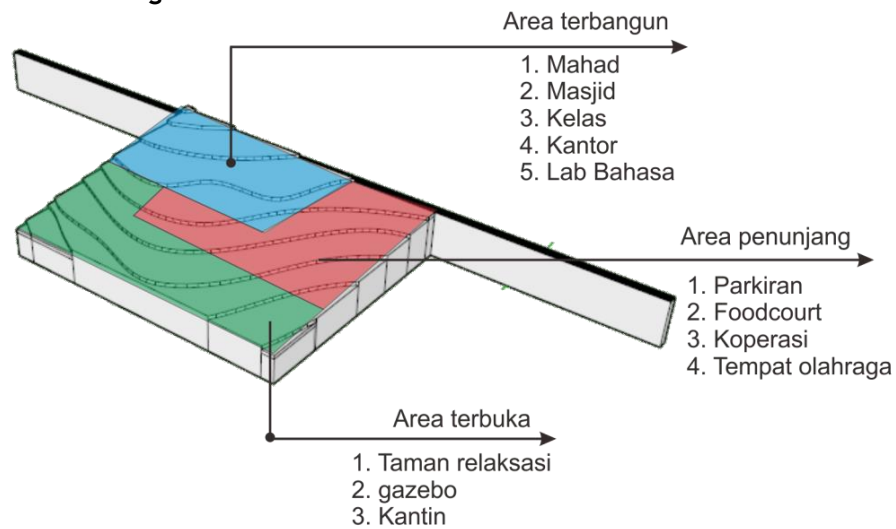 Area terbangun
1. Mahad
2. Masjid
3. Kelas
4. Kantor
5. Lab Bahasa
Area penunjang
1. Parkiran
2. Foodcourt
3. Koperasi
4. Tempat olahraga
Area terbuka
1. Taman relaksasi
2. gazebo
3. Kantin